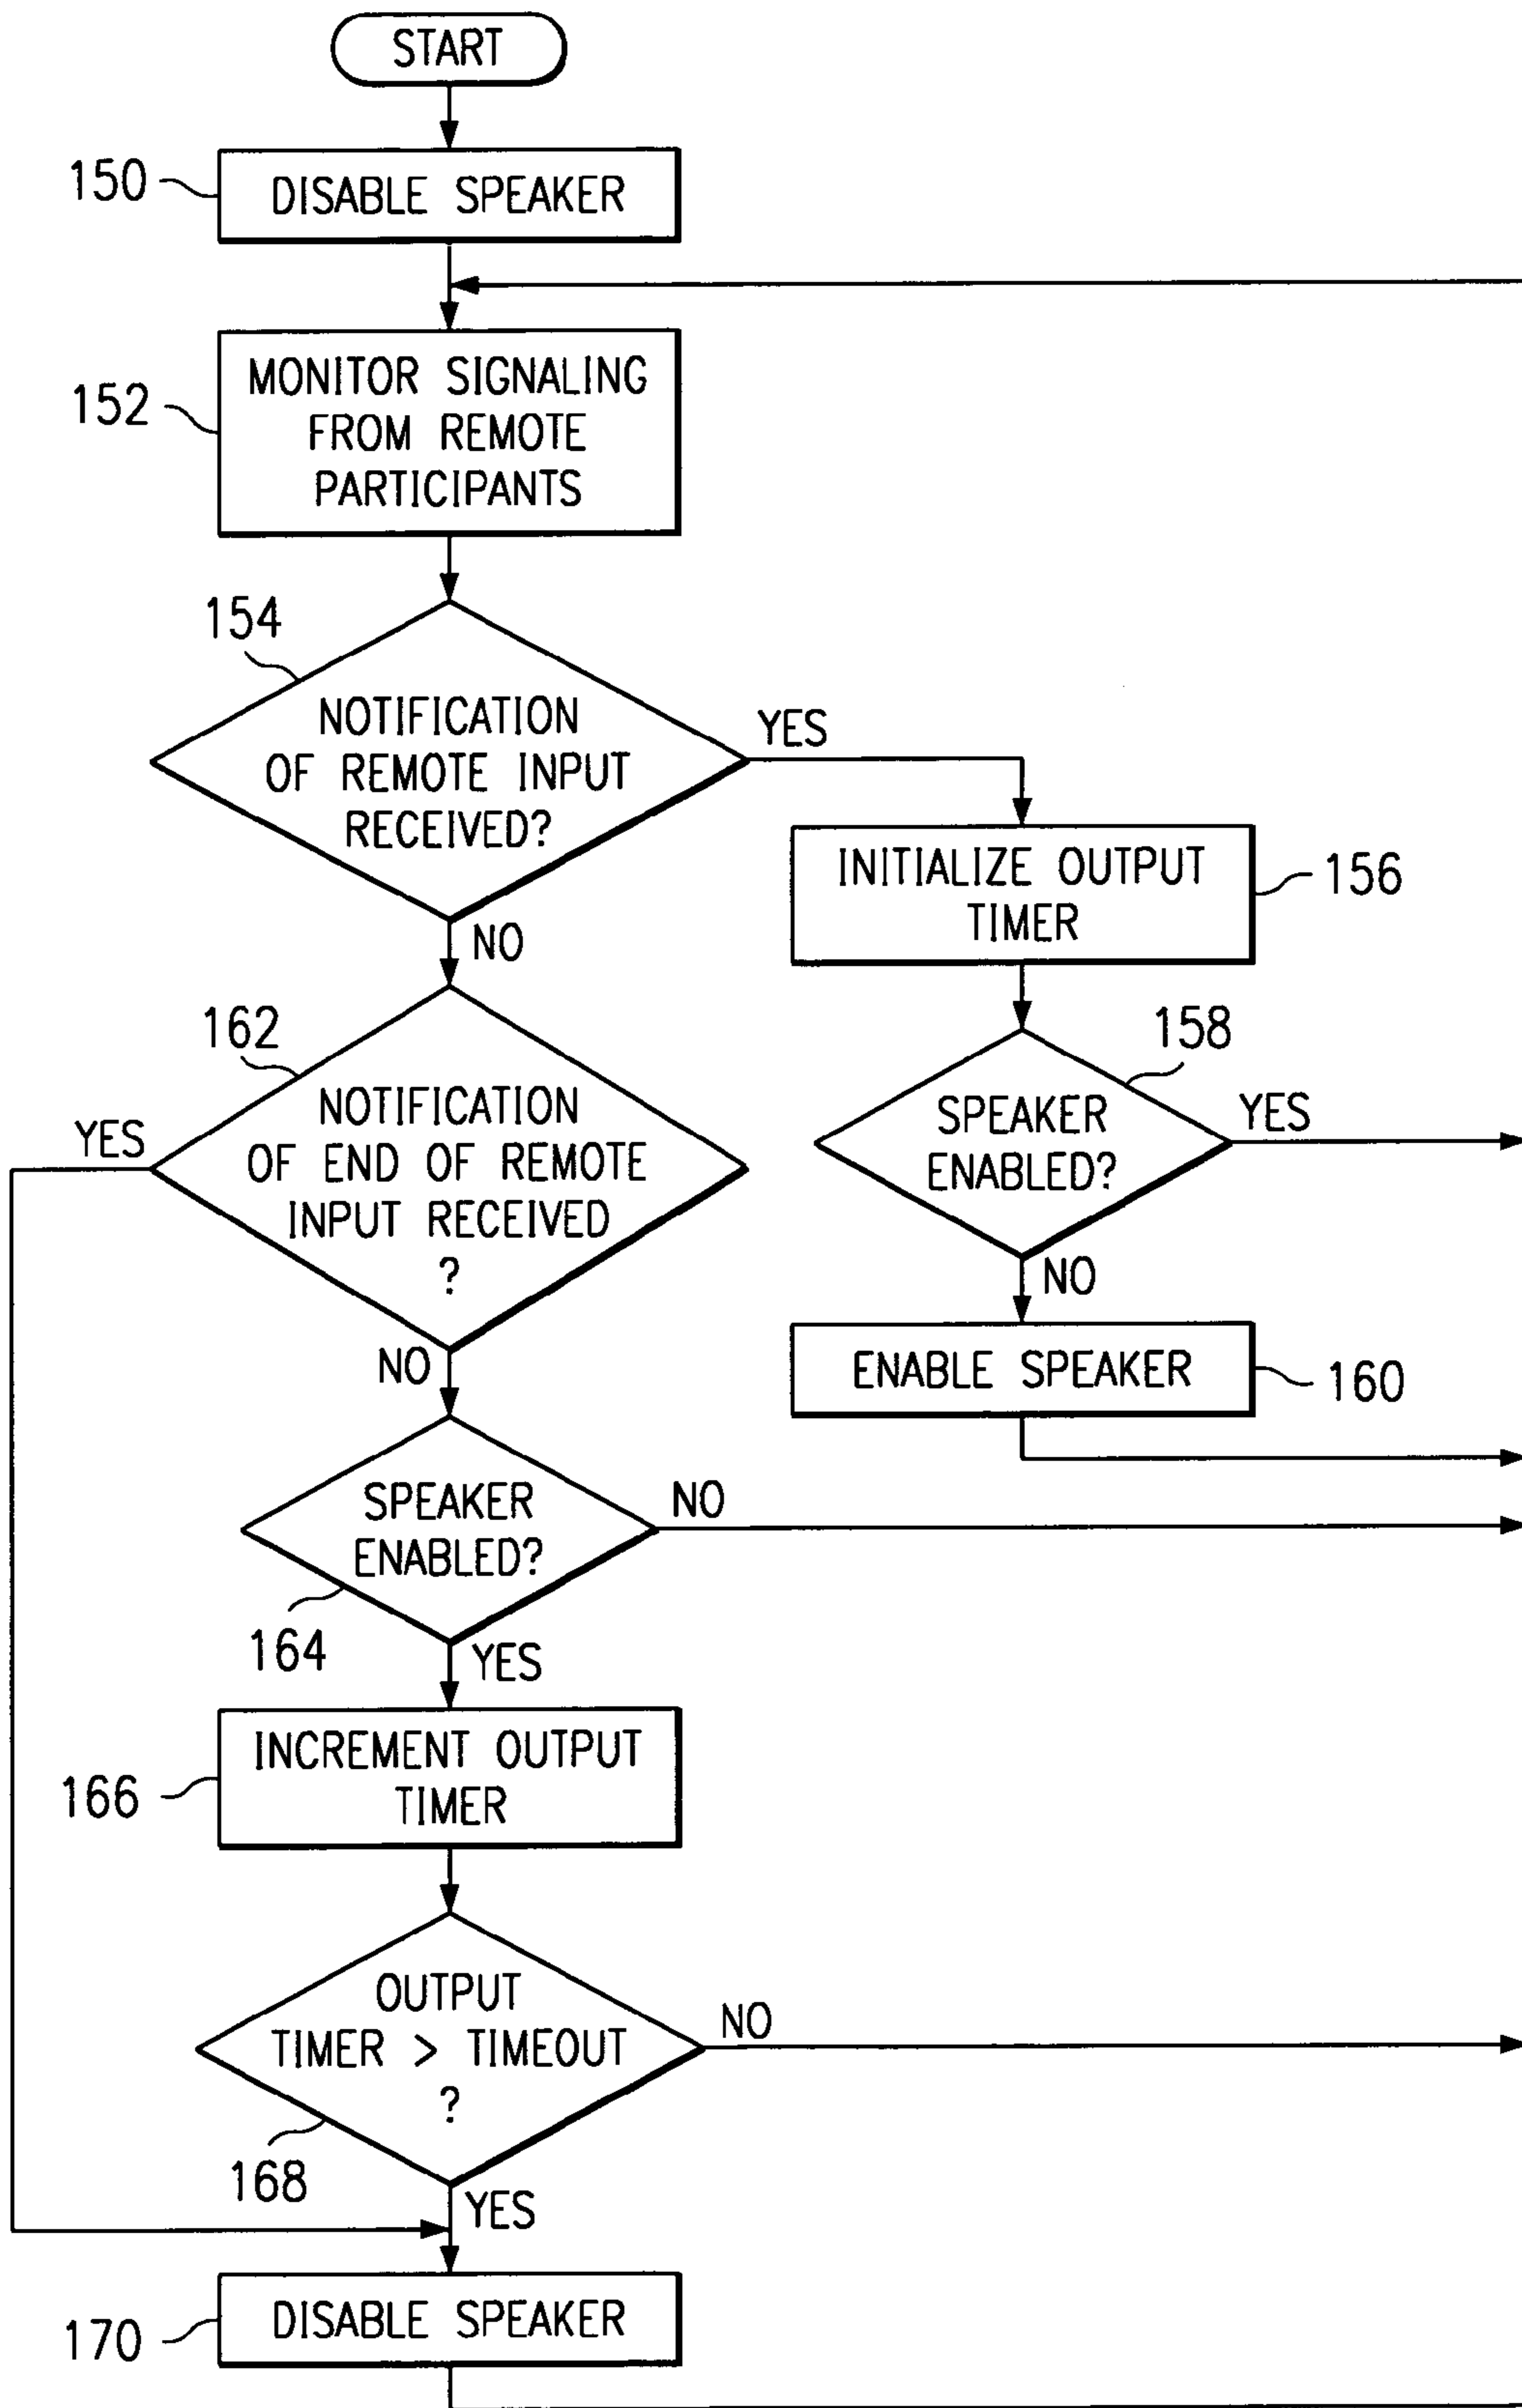 START
150
DISABLE SPEAKER
152
MONITOR SIGNALING
FROM REMOTE
PARTICIPANTS
154
NOTIFICATION
OF REMOTE INPUT
RECEIVED?
YES
NO
INITIALIZE OUTPUT
TIMER
156
158
SPEAKER
ENABLED?
YES
NO
ENABLE SPEAKER
160
162
NOTIFICATION
OF END OF REMOTE
INPUT RECEIVED
?
YES
NO
SPEAKER
ENABLED?
NO
164
YES
166
INCREMENT OUTPUT
TIMER
OUTPUT
TIMER > TIMEOUT
?
NO
168
YES
170
DISABLE SPEAKER